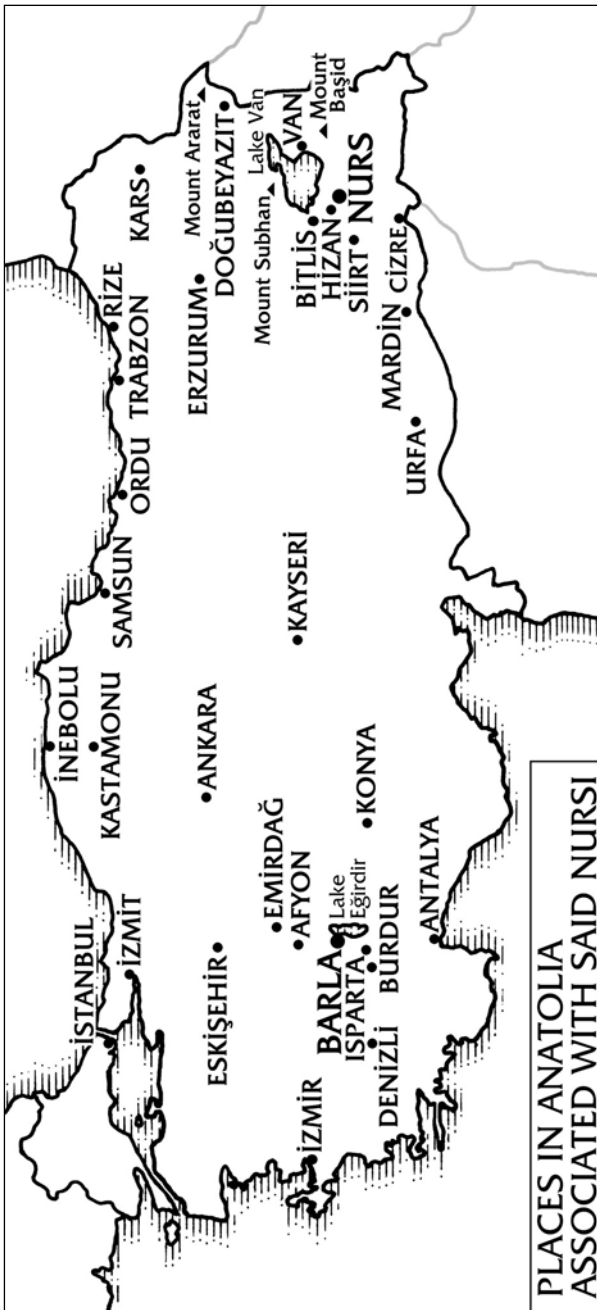 İSTANBUL
İZMİT
İNEBOLU
KASTAMONU
SAMSUN
ORDU
TRABZON
RİZE
KARS
ESKİŞEHİR
ANKARA
ERZURUM
Mount Ararat
DOĞUBEYAZIT
Mount Subhan
Lake Van
VAN
Mount
Başid
EMİRDAĞ
AFYON
KAYSERİ
BİTLİS
HİZAN
NURS
SİİRT
İZMİR
BARLA
Lake
Eğirdir
ISPARTA
BURDUR
DENİZLİ
KONYA
ANTALYA
URFA
MARDİN
CİZRE
PLACES IN ANATOLIA
ASSOCIATED WITH SAID NURSI